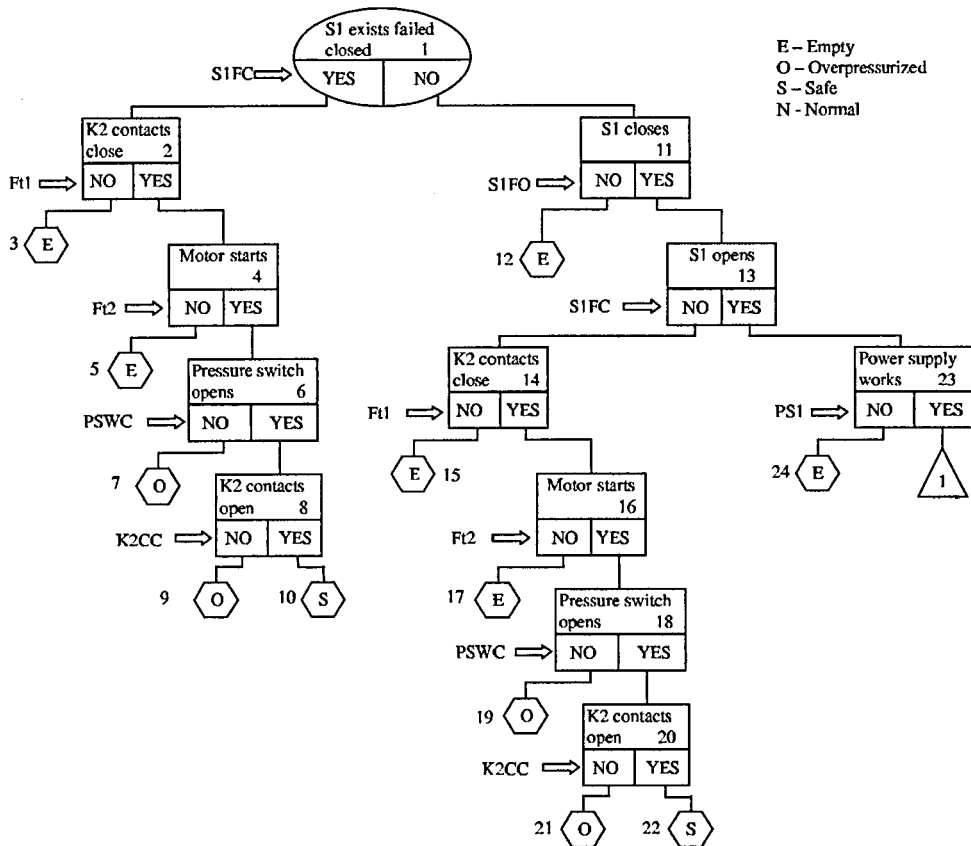 S1 exists failed
closed 1
YES NO
S1FC
E – Empty
O – Overpressurized
S – Safe
N - Normal
K2 contacts
close 2
NO YES
Ft1
3 E
S1 closes
11
NO YES
S1FO
12 E
Motor starts
4
NO YES
Ft2
5 E
S1 opens
13
NO YES
S1FC
Pressure switch
opens 6
NO YES
PSWC
7 O
K2 contacts
close 14
NO YES
Ft1
E 15
Power supply
works 23
NO YES
PS1
24 E
1
K2 contacts
open 8
NO YES
K2CC
9 O
10 S
Motor starts
16
NO YES
Ft2
17 E
Pressure switch
opens 18
NO YES
PSWC
19 O
K2 contacts
open 20
NO YES
K2CC
21 O
22 S